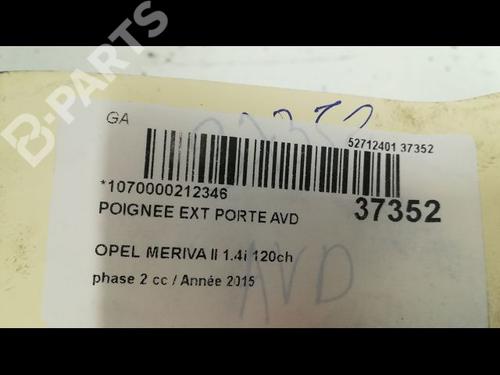 B-PARTS
GA
52712401 37352
*1070000212346
POIGNEE EXT PORTE AVD
37352
OPEL MERIVA II 1.4i 120ch
phase 2 cc / Année 2015
AVD